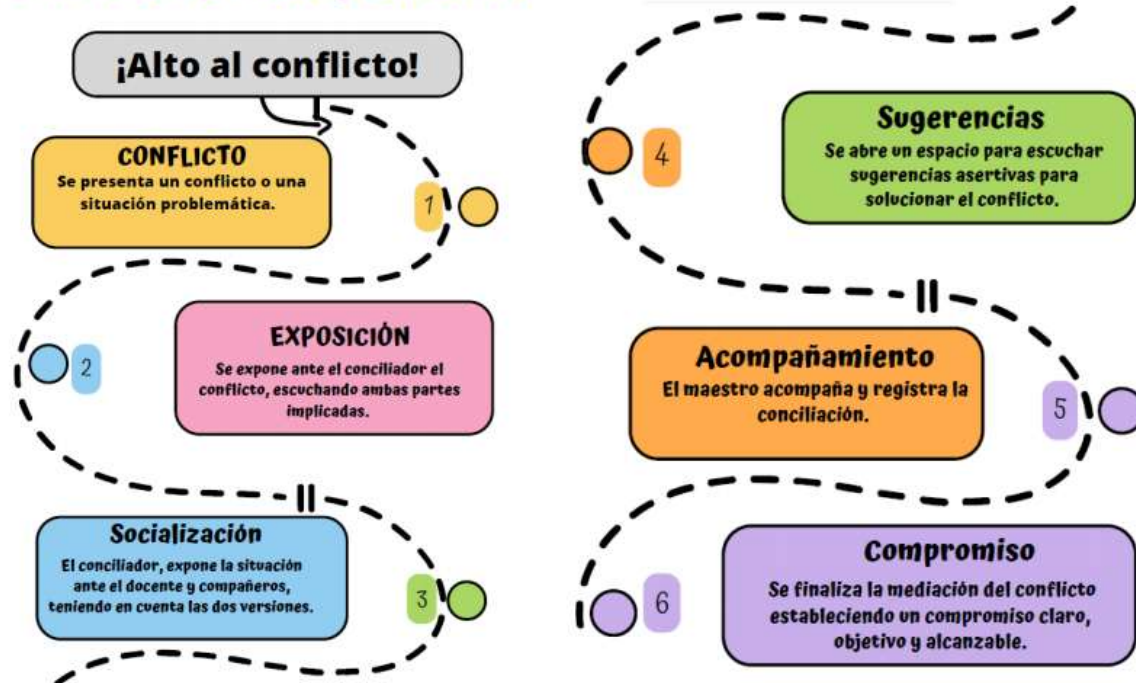 ¡Alto al conflicto!
CONFLICTO
Se presenta un conflicto o una
situación problemática.
1
EXPOSICIÓN
Se expone ante el conciliador el
conflicto, escuchando ambas partes
implicadas.
2
Socialización
El conciliador, expone la situación
ante el docente y compañeros,
teniendo en cuenta las dos versiones.
3
Sugerencias
Se abre un espacio para escuchar
sugerencias asertivas para
solucionar el conflicto.
4
Acompañamiento
El maestro acompaña y registra la
conciliación.
5
Compromiso
Se finaliza la mediación del conflicto
estableciendo un compromiso claro,
objetivo y alcanzable.
6